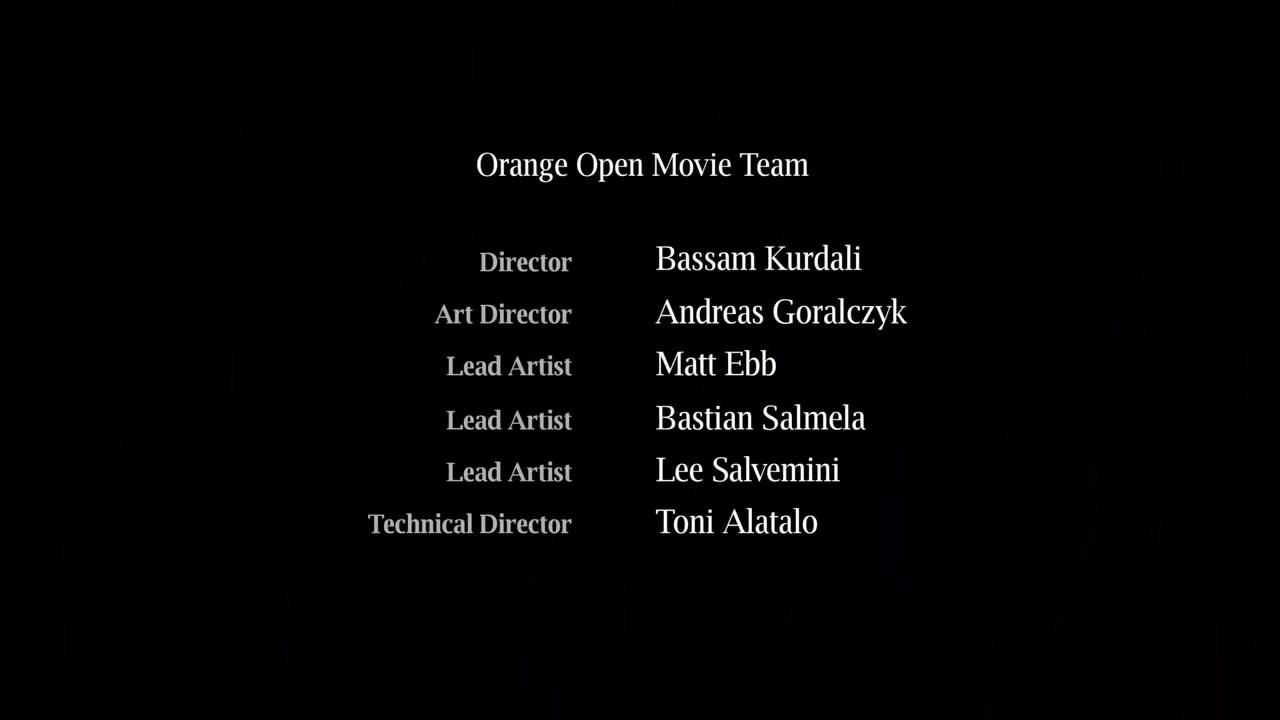 Orange Open Movie Team
Director Bassam Kurdali
Art Director Andreas Goralczyk
Lead Artist Matt Ebb
Lead Artist Bastian Salmela
Lead Artist Lee Salvemini
Technical Director Toni Alatalo